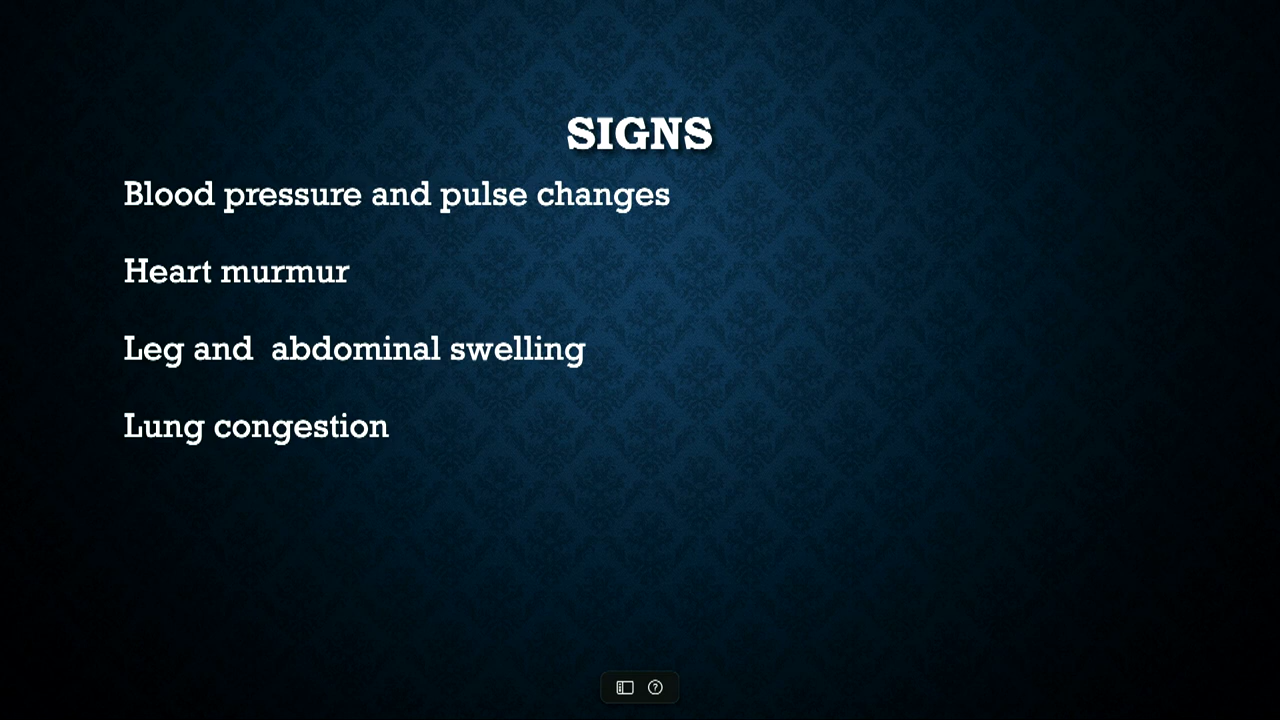 SIGNS
Blood pressure and pulse changes
Heart murmur
Leg and  abdominal swelling
Lung congestion